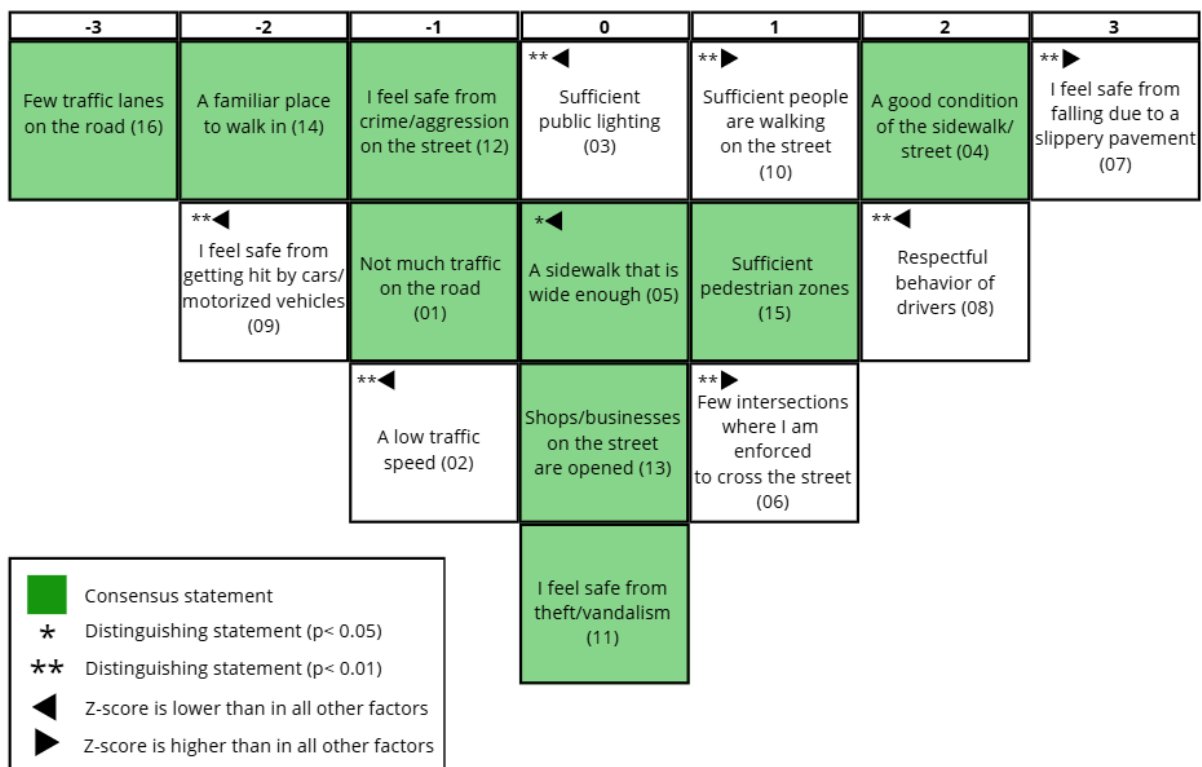 -3 -2 -1 0 1 2 3
Few traffic lanes
on the road (16)
A familiar place
to walk in (14)
I feel safe from
crime/aggression
on the street (12)
**◀
Sufficient
public lighting
(03)
**▶
Sufficient people
are walking
on the street
(10)
A good condition
of the sidewalk/
street (04)
**▶
I feel safe from
falling due to a
slippery pavement
(07)
**◀
I feel safe from
getting hit by cars/
motorized vehicles
(09)
Not much traffic
on the road
(01)
*◀
A sidewalk that is
wide enough (05)
Sufficient
pedestrian zones
(15)
**◀
Respectful
behavior of
drivers (08)
**◀
A low traffic
speed (02)
Shops/businesses
on the street
are opened (13)
**▶
Few intersections
where I am
enforced
to cross the street
(06)
I feel safe from
theft/vandalism
(11)
Consensus statement
* Distinguishing statement (p< 0.05)
** Distinguishing statement (p< 0.01)
◀ Z-score is lower than in all other factors
▶ Z-score is higher than in all other factors